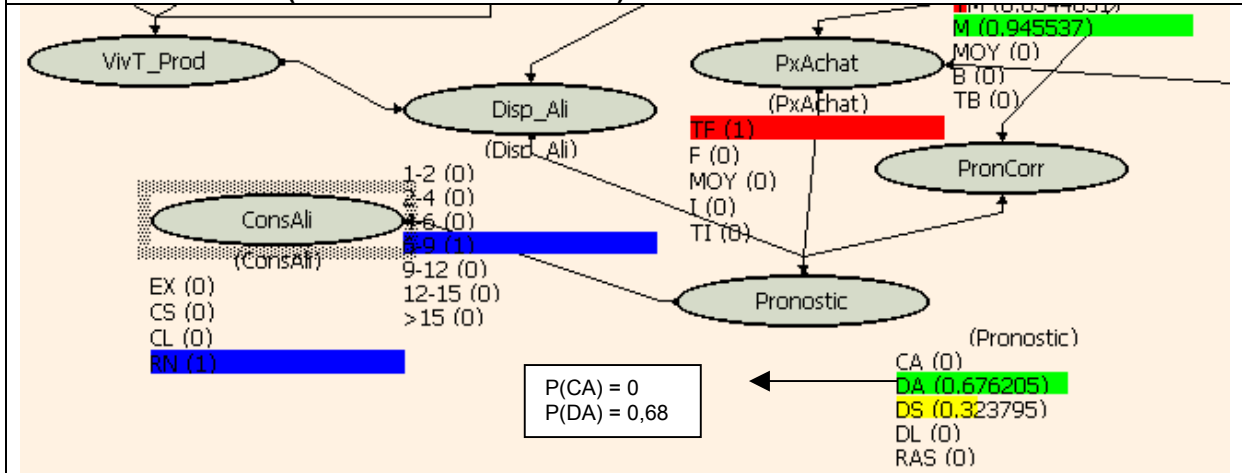 M (0.945537)
MOY (0)
B (0)
TB (0)
VivT_Prod
PxAchat
(PxAchat)
TF (1)
F (0)
MOY (0)
I (0)
TI (0)
Disp_Ali
(Disp_Ali)
1-2 (0)
2-4 (0)
4-6 (0)
6-9 (1)
9-12 (0)
12-15 (0)
>15 (0)
PronCorr
ConsAli
(ConsAli)
EX (0)
CS (0)
CL (0)
RN (1)
Pronostic
(Pronostic)
CA (0)
DA (0.676205)
DS (0.323795)
DL (0)
RAS (0)
P(CA) = 0
P(DA) = 0,68